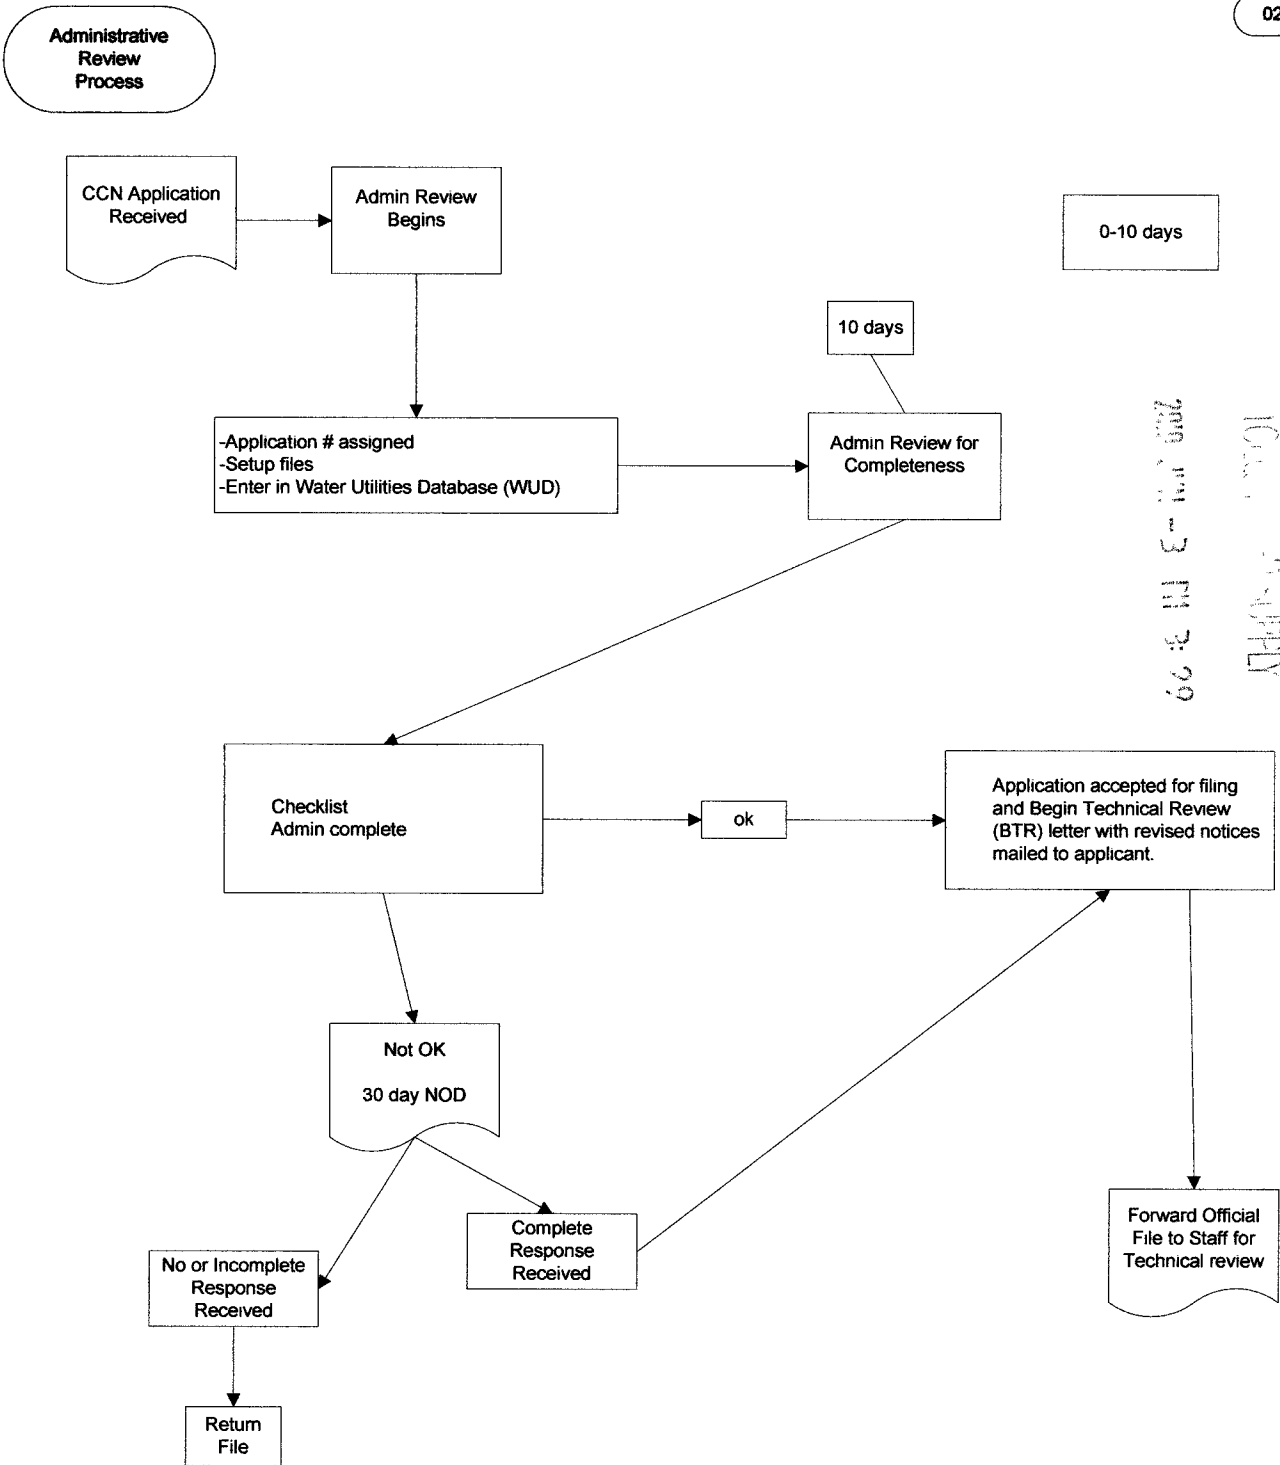 02
Administrative
Review
Process
CCN Application
Received
Admin Review
Begins
0-10 days
10 days
-Application # assigned
-Setup files
-Enter in Water Utilities Database (WUD)
Admin Review for
Completeness
-3 PM 3:
Checklist
Admin complete
ok
Application accepted for filing
and Begin Technical Review
(BTR) letter with revised notices
mailed to applicant.
Not OK
30 day NOD
Complete
Response
Received
No or Incomplete
Response
Received
Forward Official
File to Staff for
Technical review
Return
File